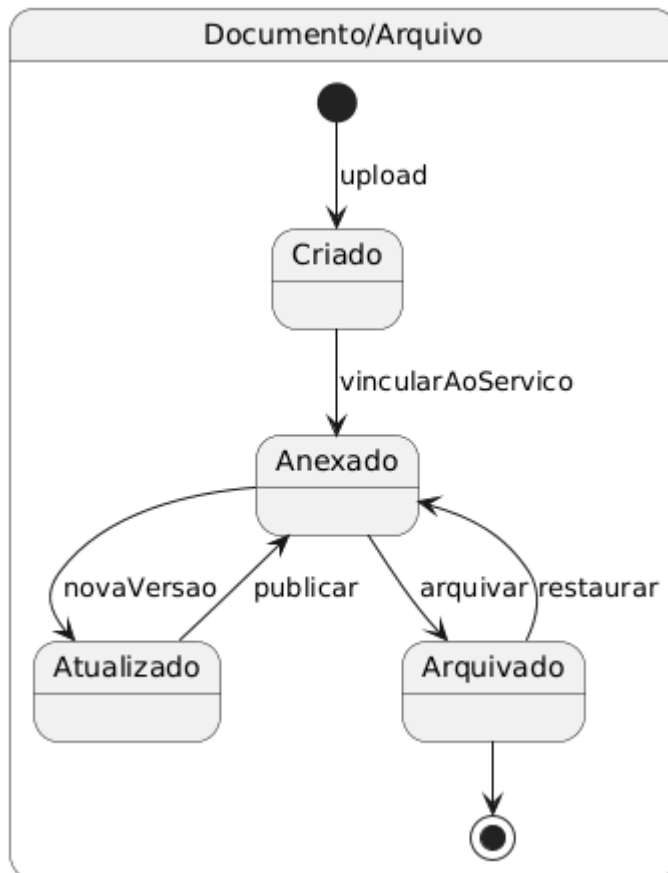 Documento/Arquivo
upload
Criado
vincularAoServico
Anexado
novaVersao
publicar
arquivar
restaurar
Atualizado
Arquivado